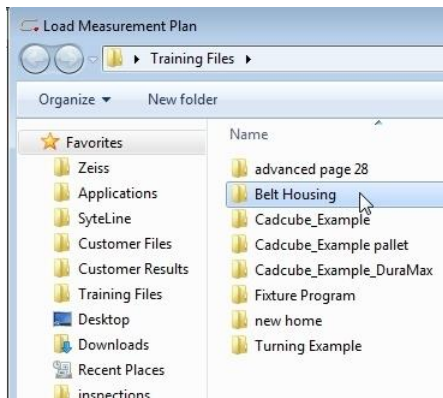 Load Measurement Plan
Training Files
Organize
New folder
Favorites
Zeiss
Applications
SyteLine
Customer Files
Customer Results
Training Files
Desktop
Downloads
Recent Places
inspections
Name
advanced page 28
Belt Housing
Cadcube_Example
Cadcube_Example pallet
Cadcube_Example_DuraMax
Fixture Program
new home
Turning Example